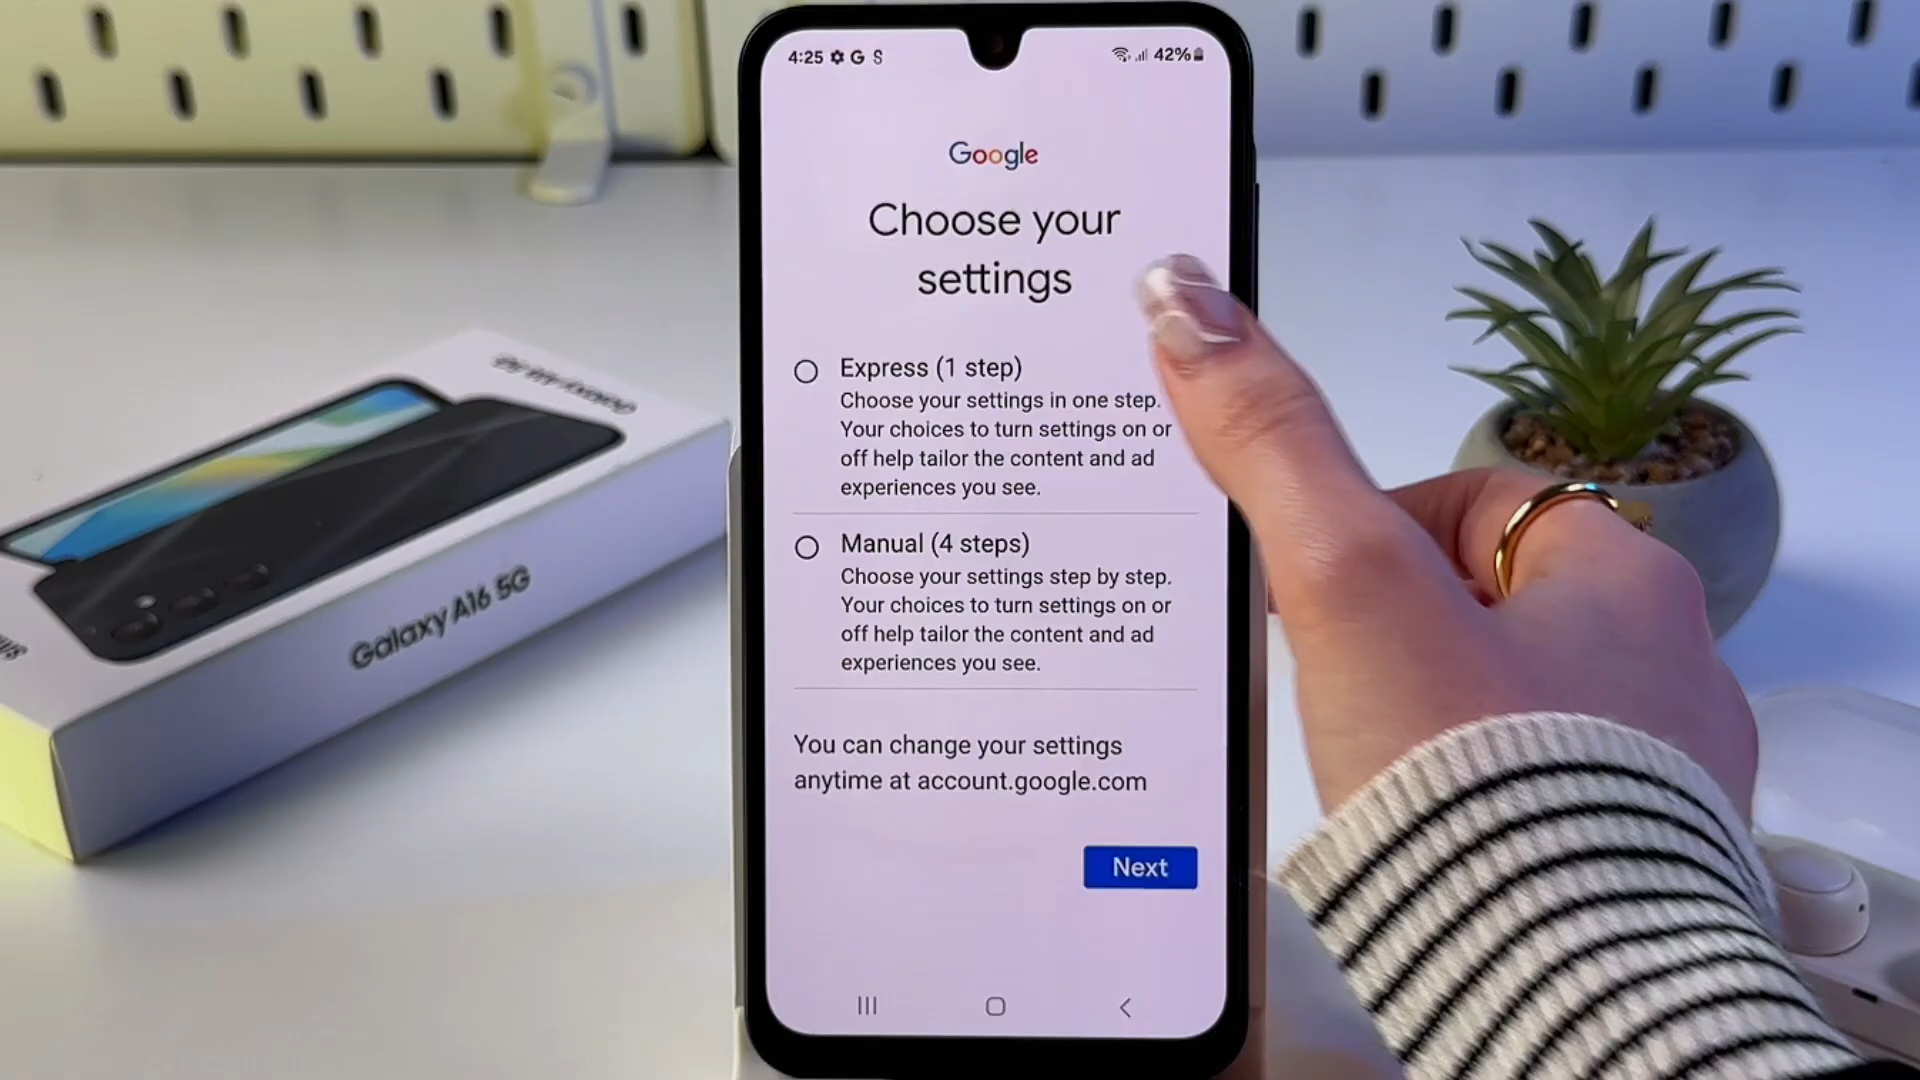 4:25 G S 42%
Google
Choose your
settings
Express (1 step)
Choose your settings in one step.
Your choices to turn settings on or
off help tailor the content and ad
experiences you see.
Manual (4 steps)
Choose your settings step by step.
Your choices to turn settings on or
off help tailor the content and ad
experiences you see.
You can change your settings
anytime at account.google.com
Next
Galaxy A16 5G
Galaxy A16 5G